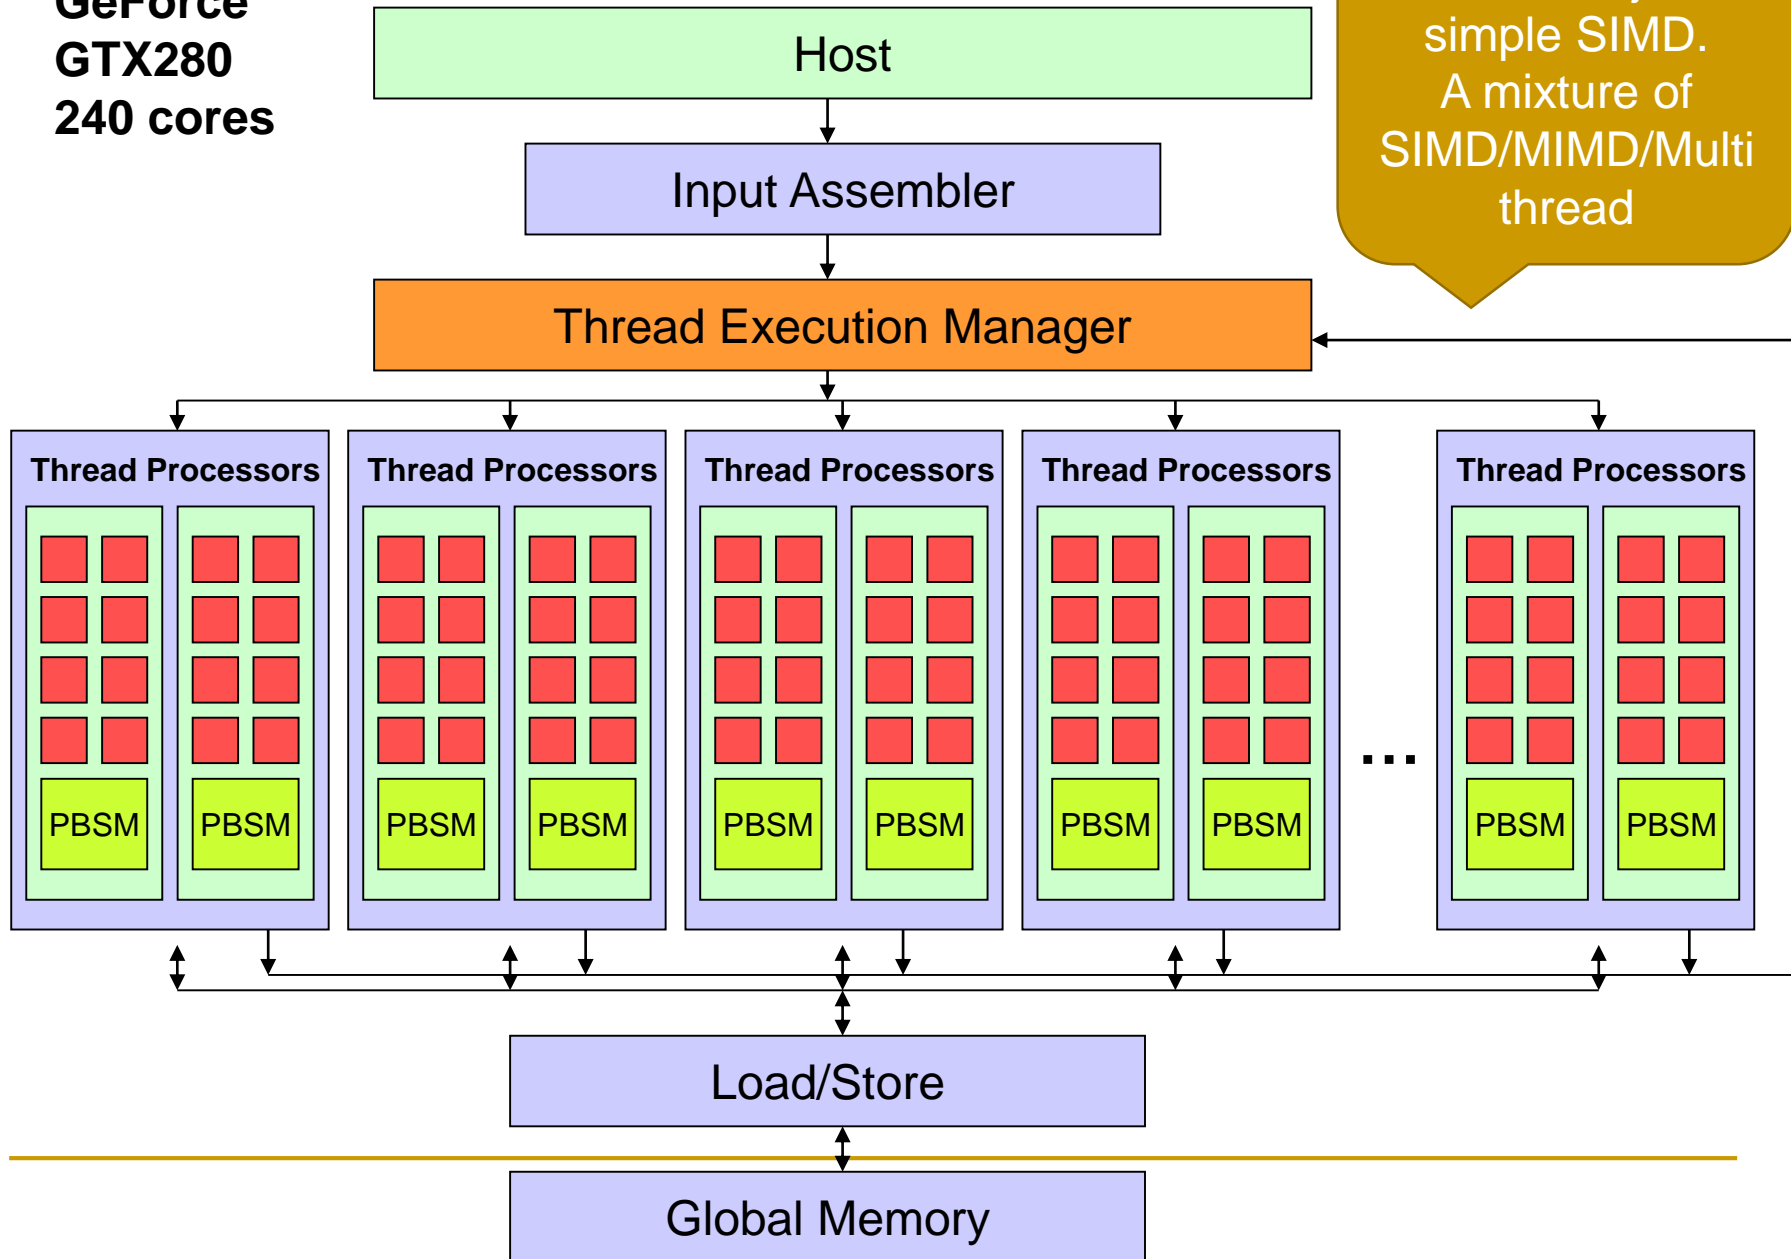 GeForce
GTX280
240 cores
Host
simple SIMD.
A mixture of
SIMD/MIMD/Multi
thread
Input Assembler
Thread Execution Manager
Thread Processors
Thread Processors
Thread Processors
Thread Processors
Thread Processors
...
PBSM PBSM
PBSM PBSM
PBSM PBSM
PBSM PBSM
PBSM PBSM
Load/Store
Global Memory